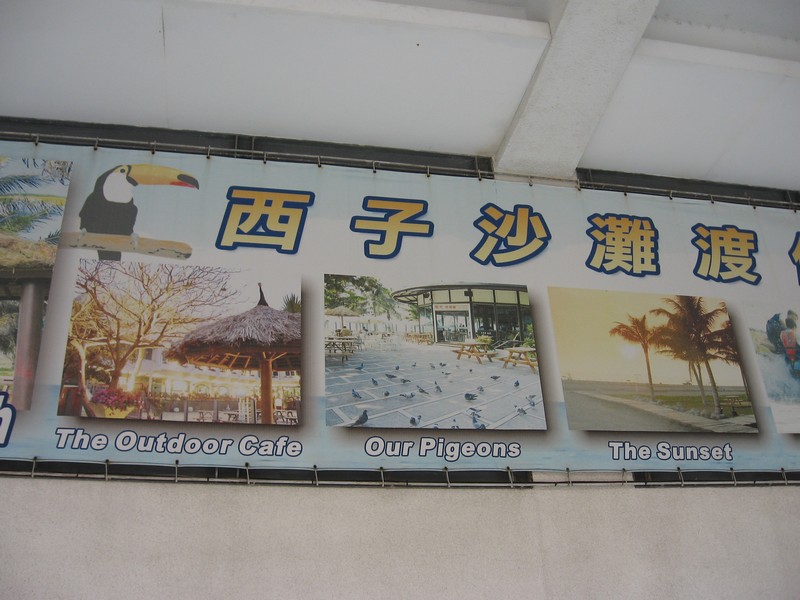 西子沙灘渡
The Outdoor Cafe
Our Pigeons
The Sunset